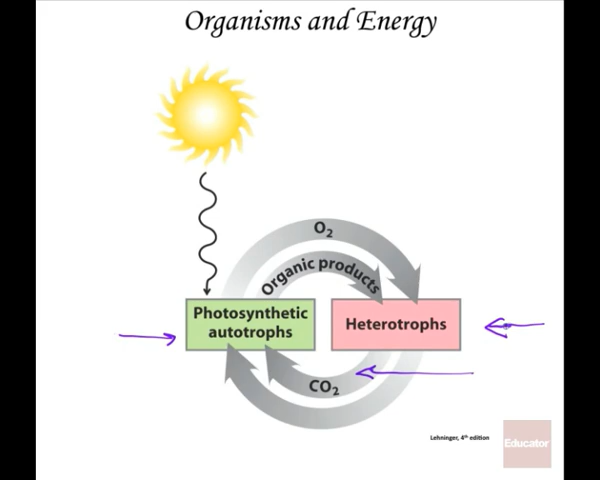 Organisms and Energy
O₂
Organic products
Photosynthetic
autotrophs
Heterotrophs
CO₂
Lehninger, 4th edition
Educator